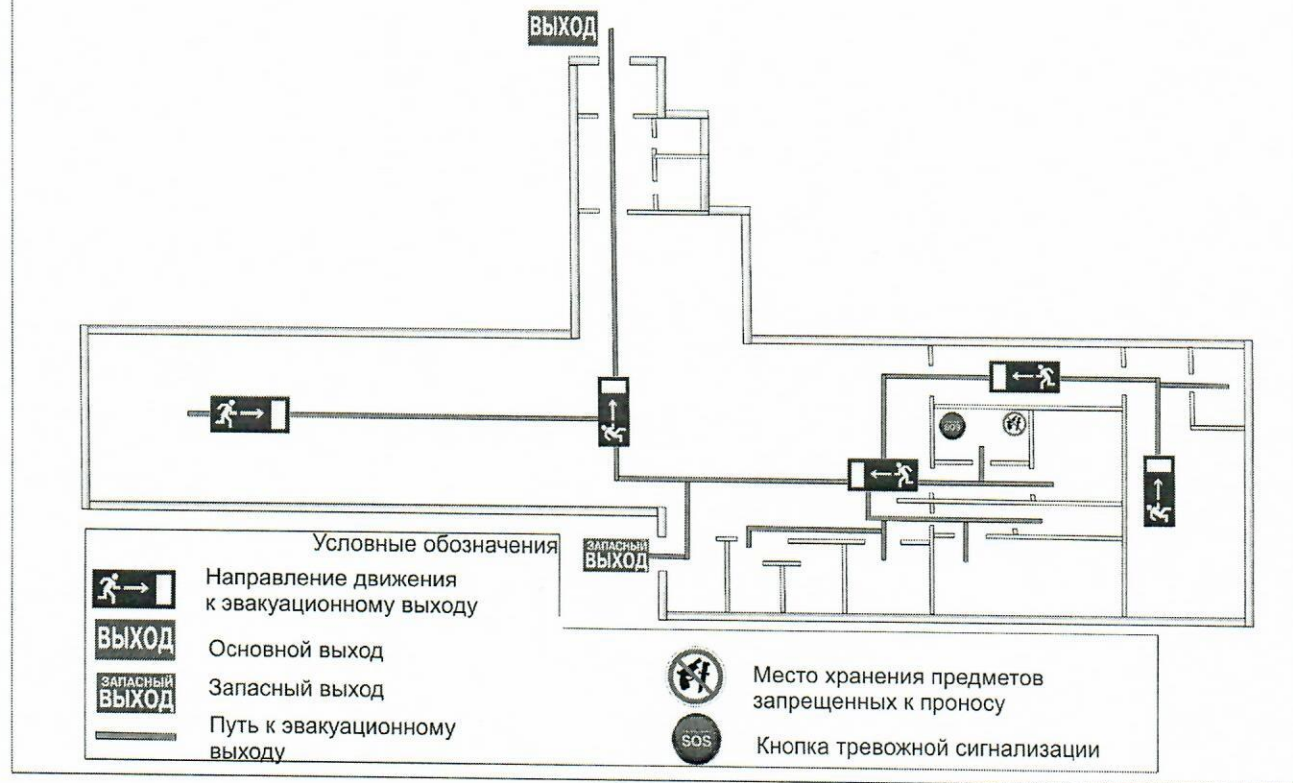 ВЫХОД
SOS
ЗАПАСНЫЙ
ВЫХОД
Условные обозначения
Направление движения
к эвакуационному выходу
ВЫХОД
Основной выход
ЗАПАСНЫЙ
ВЫХОД
Запасный выход
Путь к эвакуационному
выходу
Место хранения предметов
запрещенных к проносу
SOS
Кнопка тревожной сигнализации